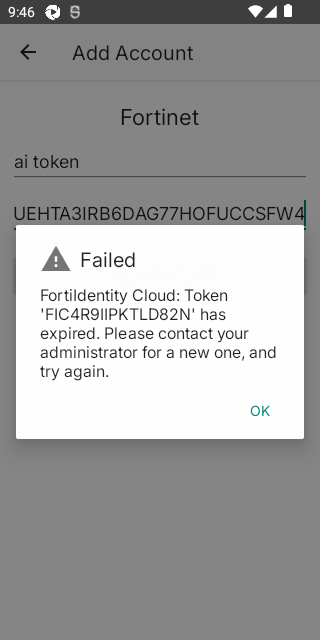 9:46
Add Account
Fortinet
ai token
UEHTA3IRB6DAG77HOFUCCSFW4
Failed
FortiIdentity Cloud: Token
'FIC4R9IIPKTLD82N' has
expired. Please contact your
administrator for a new one, and
try again.
OK